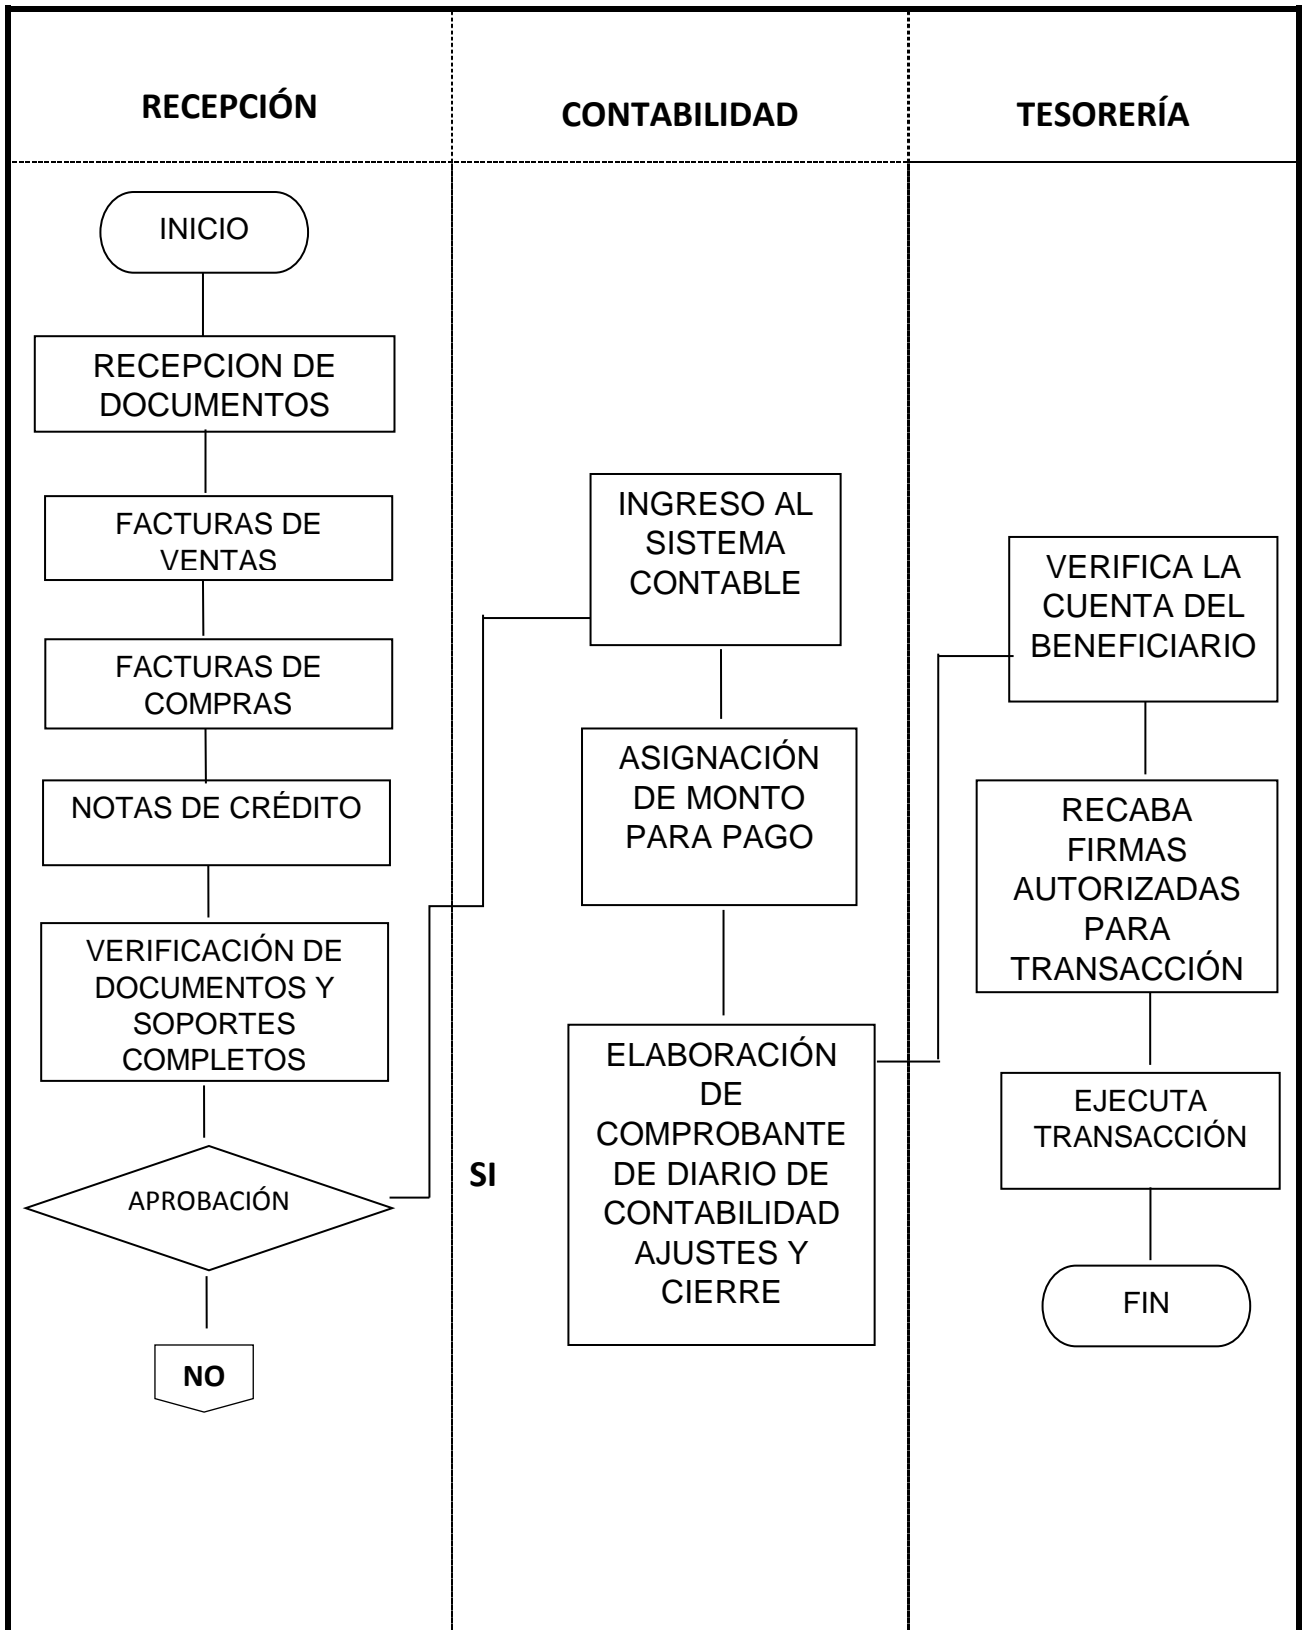 RECEPCIÓN
CONTABILIDAD
TESORERÍA
INICIO
RECEPCION DE
DOCUMENTOS
FACTURAS DE
VENTAS
FACTURAS DE
COMPRAS
NOTAS DE CRÉDITO
VERIFICACIÓN DE
DOCUMENTOS Y
SOPORTES
COMPLETOS
APROBACIÓN
NO
SI
INGRESO AL
SISTEMA
CONTABLE
ASIGNACIÓN
DE MONTO
PARA PAGO
ELABORACIÓN
DE
COMPROBANTE
DE DIARIO DE
CONTABILIDAD
AJUSTES Y
CIERRE
VERIFICA LA
CUENTA DEL
BENEFICIARIO
RECABA
FIRMAS
AUTORIZADAS
PARA
TRANSACCIÓN
EJECUTA
TRANSACCIÓN
FIN